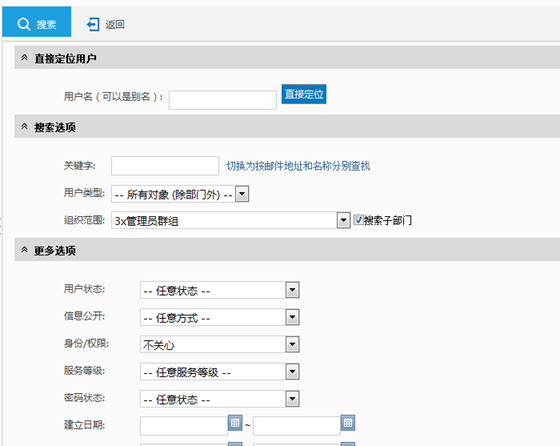 搜索 返回
直接定位用户
用户名（可以是别名）: 直接定位
搜索选项
关键字: 切换为按邮件地址和名称分别查找
用户类型: -- 所有对象 (除部门外) --
组织范围: 3x管理员群组 搜索子部门
更多选项
用户状态: -- 任意状态 --
信息公开: -- 任意方式 --
身份/权限: 不关心
服务等级: -- 任意服务等级 --
密码状态: -- 任意状态 --
建立日期: ~